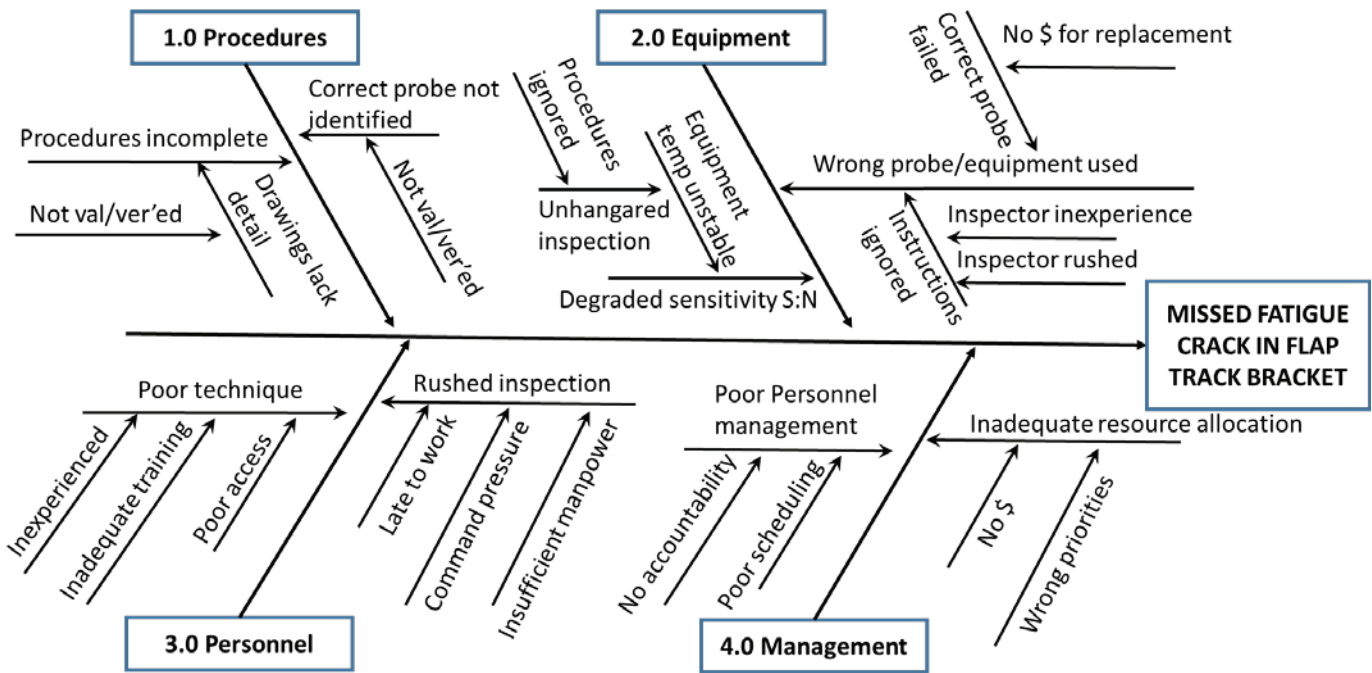 1.0 Procedures
2.0 Equipment
Correct probe
failed
No $ for replacement
Procedures
ignored
Correct probe not
identified
Procedures incomplete
Equipment
temp unstable
Wrong probe/equipment used
Drawings lack
detail
Not val/ver'ed
Not val/ver'ed
Unhangared
inspection
Instructions
ignored
Inspector inexperience
Inspector rushed
Degraded sensitivity S:N
MISSED FATIGUE
CRACK IN FLAP
TRACK BRACKET
Poor technique
Rushed inspection
Poor Personnel
management
Inadequate resource allocation
Inexperienced
Inadequate training
Poor access
Late to work
Command pressure
Insufficient manpower
No accountability
Poor scheduling
No $
Wrong priorities
3.0 Personnel
4.0 Management